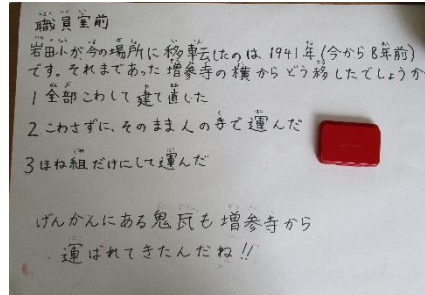 職員室前
岩田小が今の場所に移転したのは、1941年(今から8年前)
です。それまであった増参寺の横からどう移したでしょうか
1 全部こわして建て直した
2 こわさずに、そのまま人の手で運んだ
3 ほね組だけにして運んだ
げんかんにある鬼瓦も増参寺から
運ばれてきたんだね!!